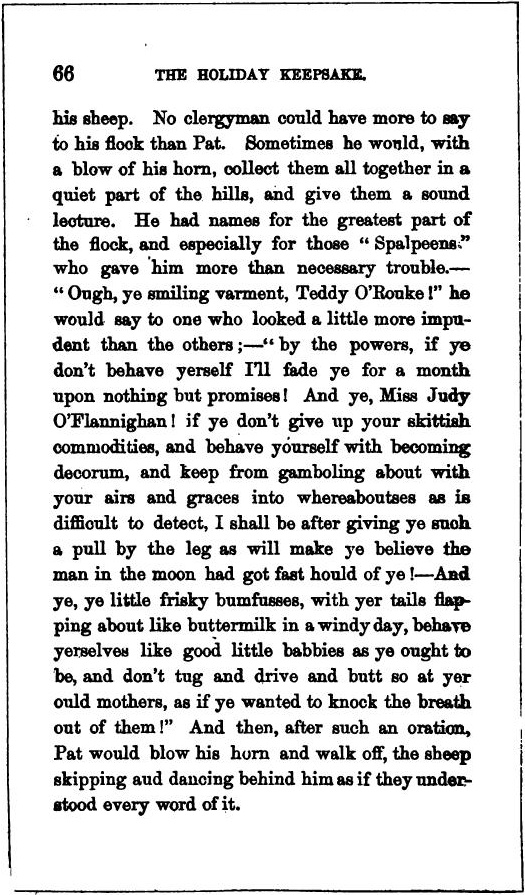 66 THE HOLIDAY KEEPSAKE.
his sheep. No clergyman could have more to say
to his flock than Pat. Sometimes he would, with
a blow of his horn, collect them all together in a
quiet part of the hills, and give them a sound
lecture. He had names for the greatest part of
the flock, and especially for those “ Spalpeens”
who gave him more than necessary trouble.—
“ Ough, ye smiling varment, Teddy O’Rouke !” he
would say to one who looked a little more impu-
dent than the others ;—“ by the powers, if ye
don’t behave yerself I’ll fade ye for a month
upon nothing but promises ! And ye, Miss Judy
O’Flannighan ! if ye don’t give up your skittish
commodities, and behave yourself with becoming
decorum, and keep from gamboling about with
your airs and graces into whereaboutses as is
difficult to detect, I shall be after giving ye such
a pull by the leg as will make ye believe the
man in the moon had got fast hould of ye !—And
ye, ye little frisky bumfusses, with yer tails flap-
ping about like buttermilk in a windy day, behave
yerselves like good little babbies as ye ought to
be, and don’t tug and drive and butt so at yer
ould mothers, as if ye wanted to knock the breath
out of them !” And then, after such an oration,
Pat would blow his horn and walk off, the sheep
skipping aud dancing behind him as if they under-
stood every word of it.